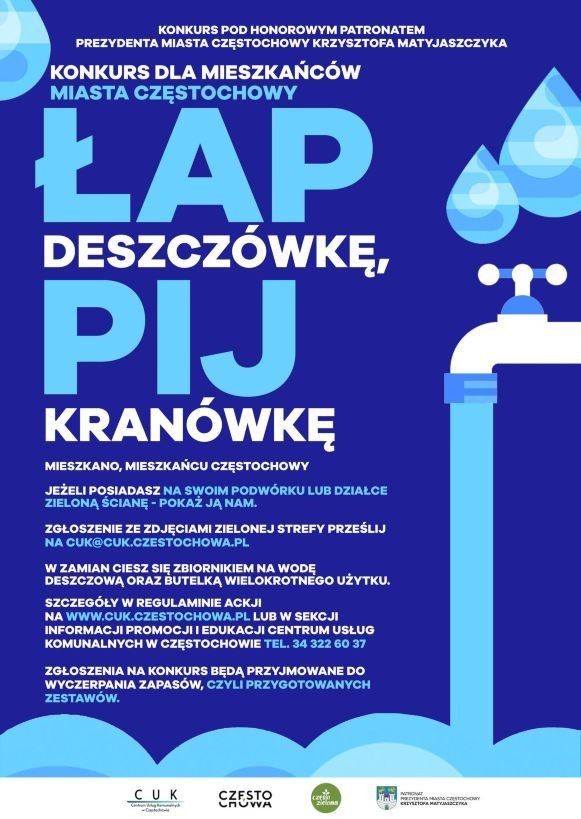 KONKURS POD HONOROWYM PATRONATEM
PREZYDENTA MIASTA CZĘSTOCHOWY KRZYSZTOFA MATYJASZCZYKA
KONKURS DLA MIESZKAŃCÓW
MIASTA CZĘSTOCHOWY
ŁAP
DESZCZÓWKĘ,
PIJ
KRANÓWKĘ
MIESZKANO, MIESZKAŃCU CZĘSTOCHOWY
JEŻELI POSIADASZ NA SWOIM PODWÓRKU LUB DZIAŁCE
ZIELONĄ ŚCIANĘ - POKAŻ JĄ NAM.
ZGŁOSZENIE ZE ZDJĘCIAMI ZIELONEJ STREFY PRZEŚLIJ
NA CUK@CUK.CZESTOCHOWA.PL
W ZAMIAN CIESZ SIĘ ZBIORNIKIEM NA WODĘ
DESZCZOWĄ ORAZ BUTELKĄ WIELOKROTNEGO UŻYTKU.
SZCZEGÓŁY W REGULAMINIE ACKJI
NA WWW.CUK.CZESTOCHOWA.PL LUB W SEKCJI
INFORMACJI PROMOCJI I EDUKACJI CENTRUM USŁUG
KOMUNALNYCH W CZĘSTOCHOWIE TEL. 34 322 60 37
ZGŁOSZENIA NA KONKURS BĘDĄ PRZYJMOWANE DO
WYCZERPANIA ZAPASÓW, CZYLI PRZYGOTOWANYCH
ZESTAWÓW.
CUK
Centrum Usług Komunalnych
w Częstochowie
CZĘSTO
CHOWA
często
zielona
PATRONAT
PREZYDENTA MIASTA CZĘSTOCHOWY
KRZYSZTOFA MATYJASZCZYKA